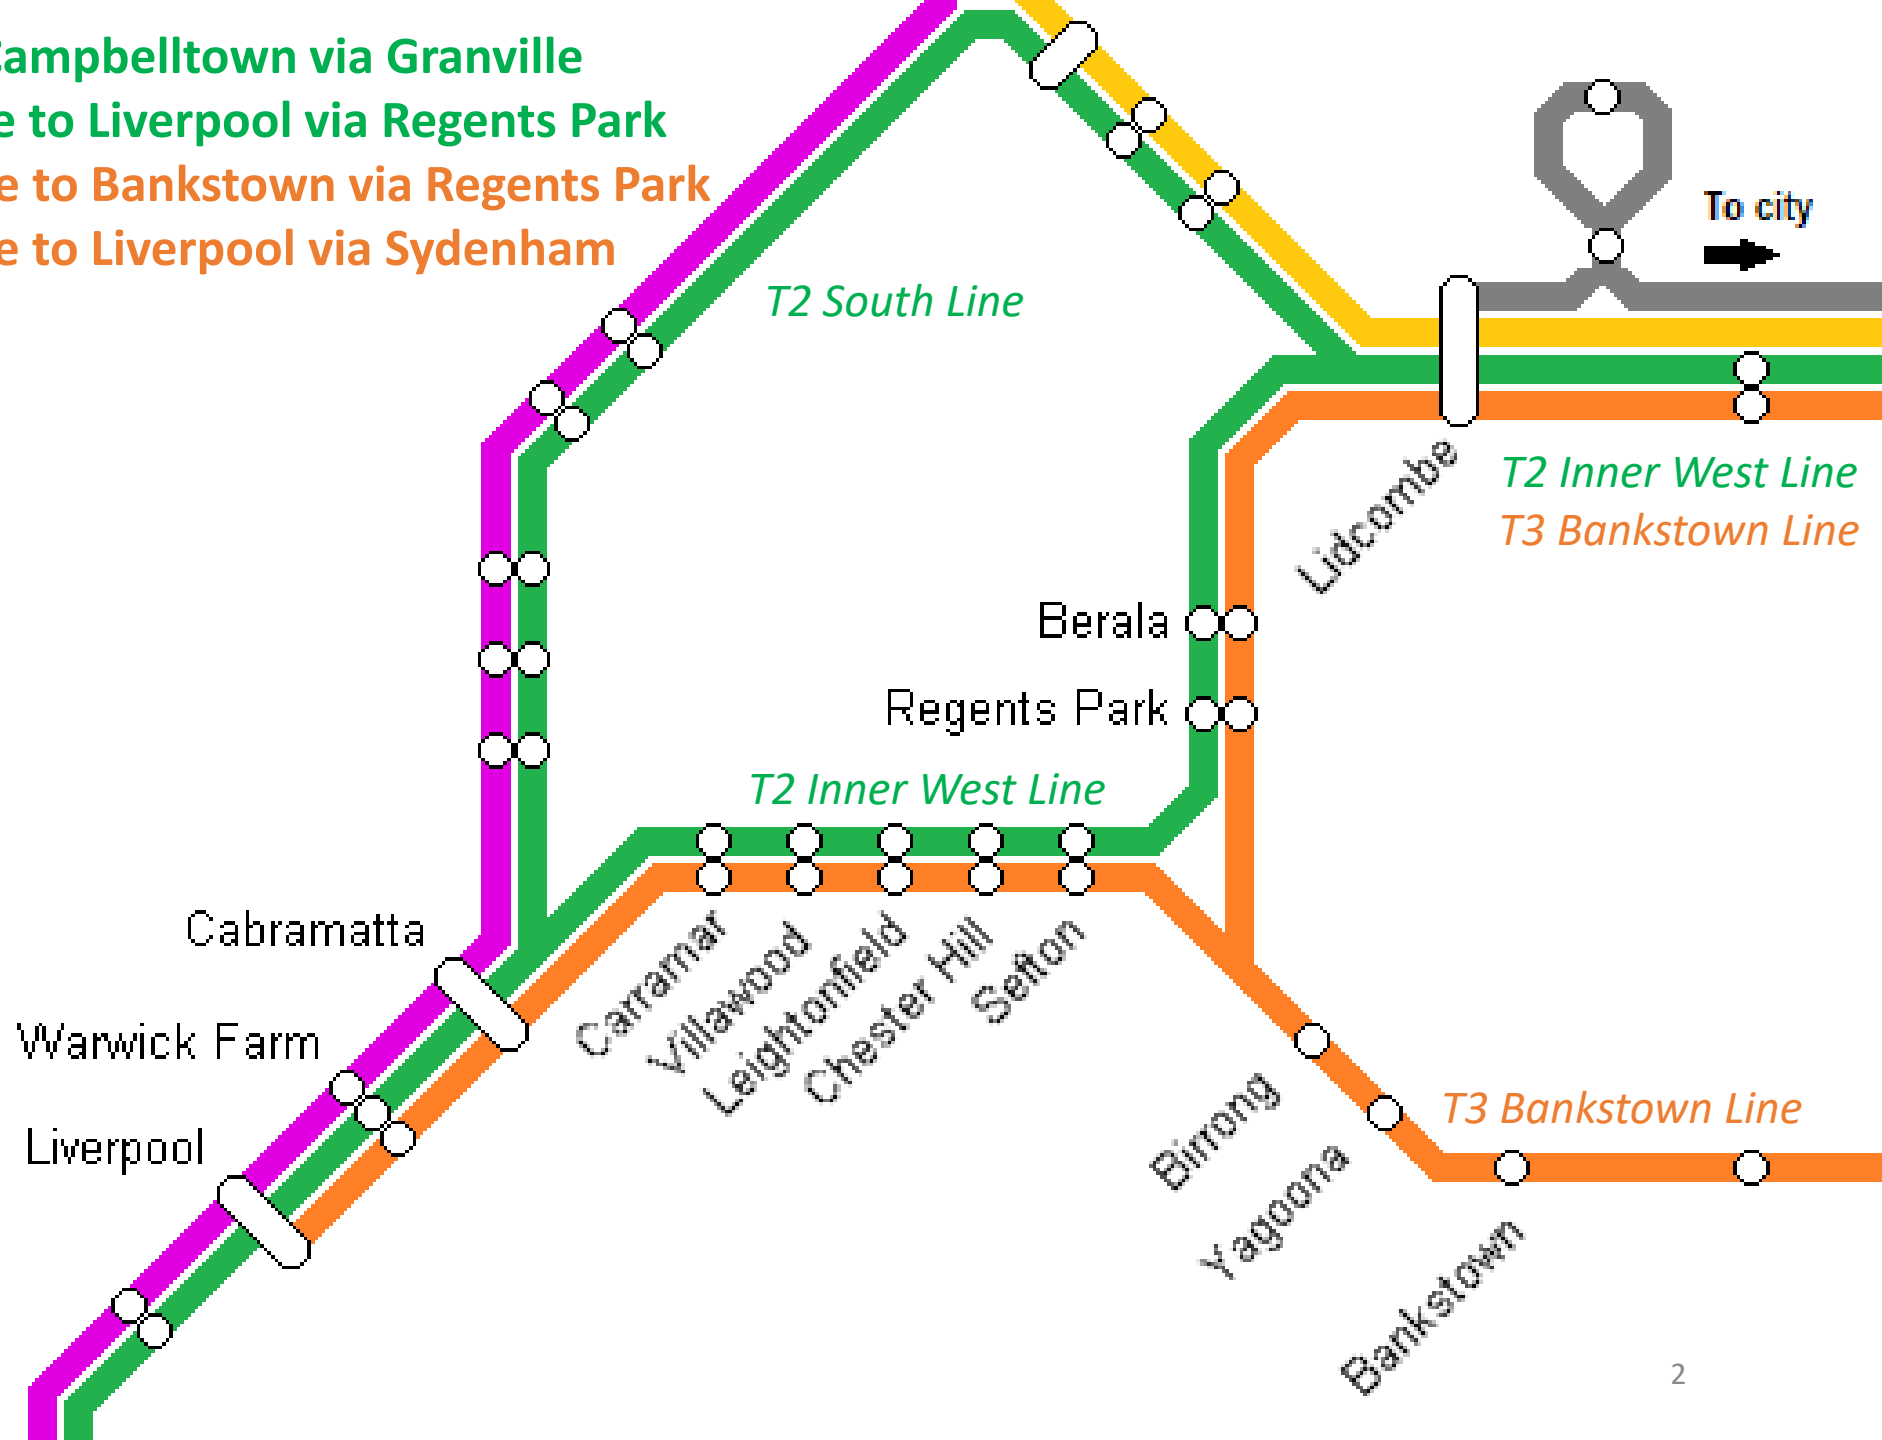 Campbelltown via Granville
e to Liverpool via Regents Park
e to Bankstown via Regents Park
e to Liverpool via Sydenham
To city
T2 South Line
T2 Inner West Line
T3 Bankstown Line
Lidcombe
Berala
Regents Park
T2 Inner West Line
Cabramatta
Carramar
Villawood
Leightonfield
Chester Hill
Sefton
Warwick Farm
Liverpool
Birrong
Yagoona
Bankstown
T3 Bankstown Line
2